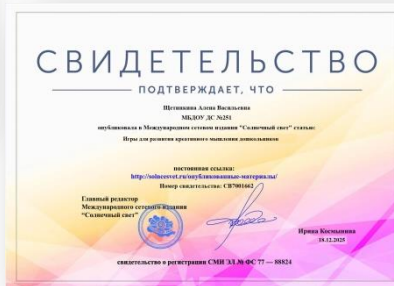 СВИДЕТЕЛЬСТВО
ПОДТВЕРЖДАЕТ, ЧТО
Щетинкина Алена Васильевна
МБДОУ ДС №251
опубликовала в Международном сетевом издании "Солнечный свет" статью:
Игры для развития креативного мышления дошкольников
постоянная ссылка:
http://solncesvet.ru/опубликованные-материалы/
Номер свидетельства: СВ7001662
Главный редактор
Международного сетевого издания
"Солнечный свет"
Ирина Космынина
18.12.2025
свидетельство о регистрации СМИ ЭЛ № ФС 77 — 88824